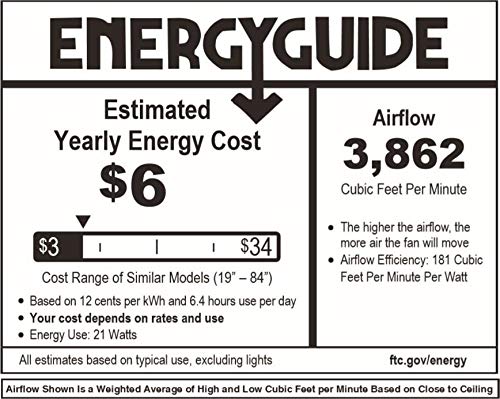 ENERGYGUIDE
Estimated
Yearly Energy Cost
$6
$3 $34
Cost Range of Similar Models (19” – 84”)
• Based on 12 cents per kWh and 6.4 hours use per day
• Your cost depends on rates and use
• Energy Use: 21 Watts
Airflow
3,862
Cubic Feet Per Minute
• The higher the airflow, the
more air the fan will move
• Airflow Efficiency: 181 Cubic
Feet Per Minute Per Watt
All estimates based on typical use, excluding lights
ftc.gov/energy
Airflow Shown Is a Weighted Average of High and Low Cubic Feet per Minute Based on Close to Ceiling